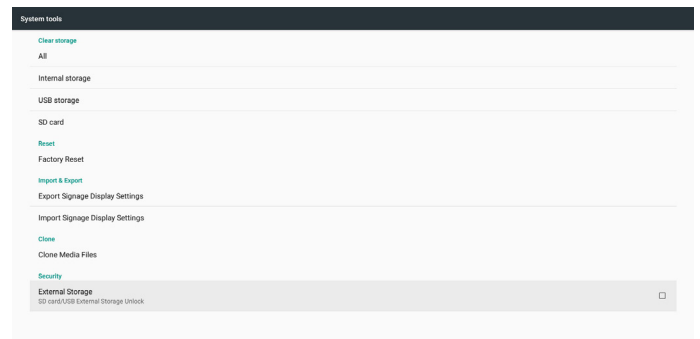 System tools
Clear storage
All
Internal storage
USB storage
SD card
Reset
Factory Reset
Import & Export
Export Signage Display Settings
Import Signage Display Settings
Clone
Clone Media Files
Security
External Storage
SD card/USB External Storage Unlock